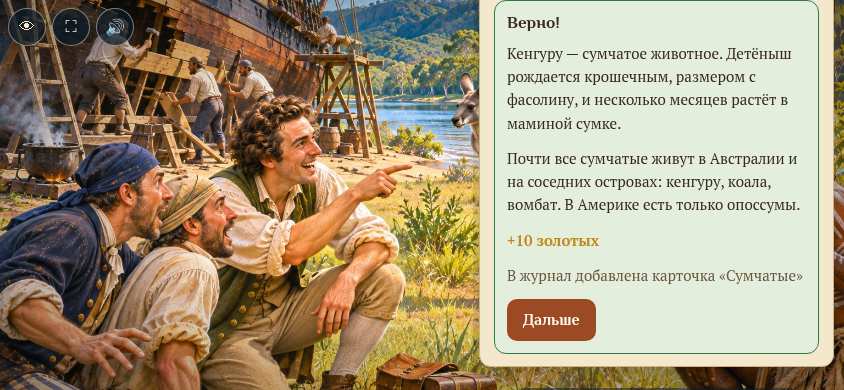 Верно!
Кенгуру — сумчатое животное. Детёныш
рождается крошечным, размером с
фасолину, и несколько месяцев растёт в
маминой сумке.
Почти все сумчатые живут в Австралии и
на соседних островах: кенгуру, коала,
вомбат. В Америке есть только опоссумы.
+10 золотых
В журнал добавлена карточка «Сумчатые»
Дальше